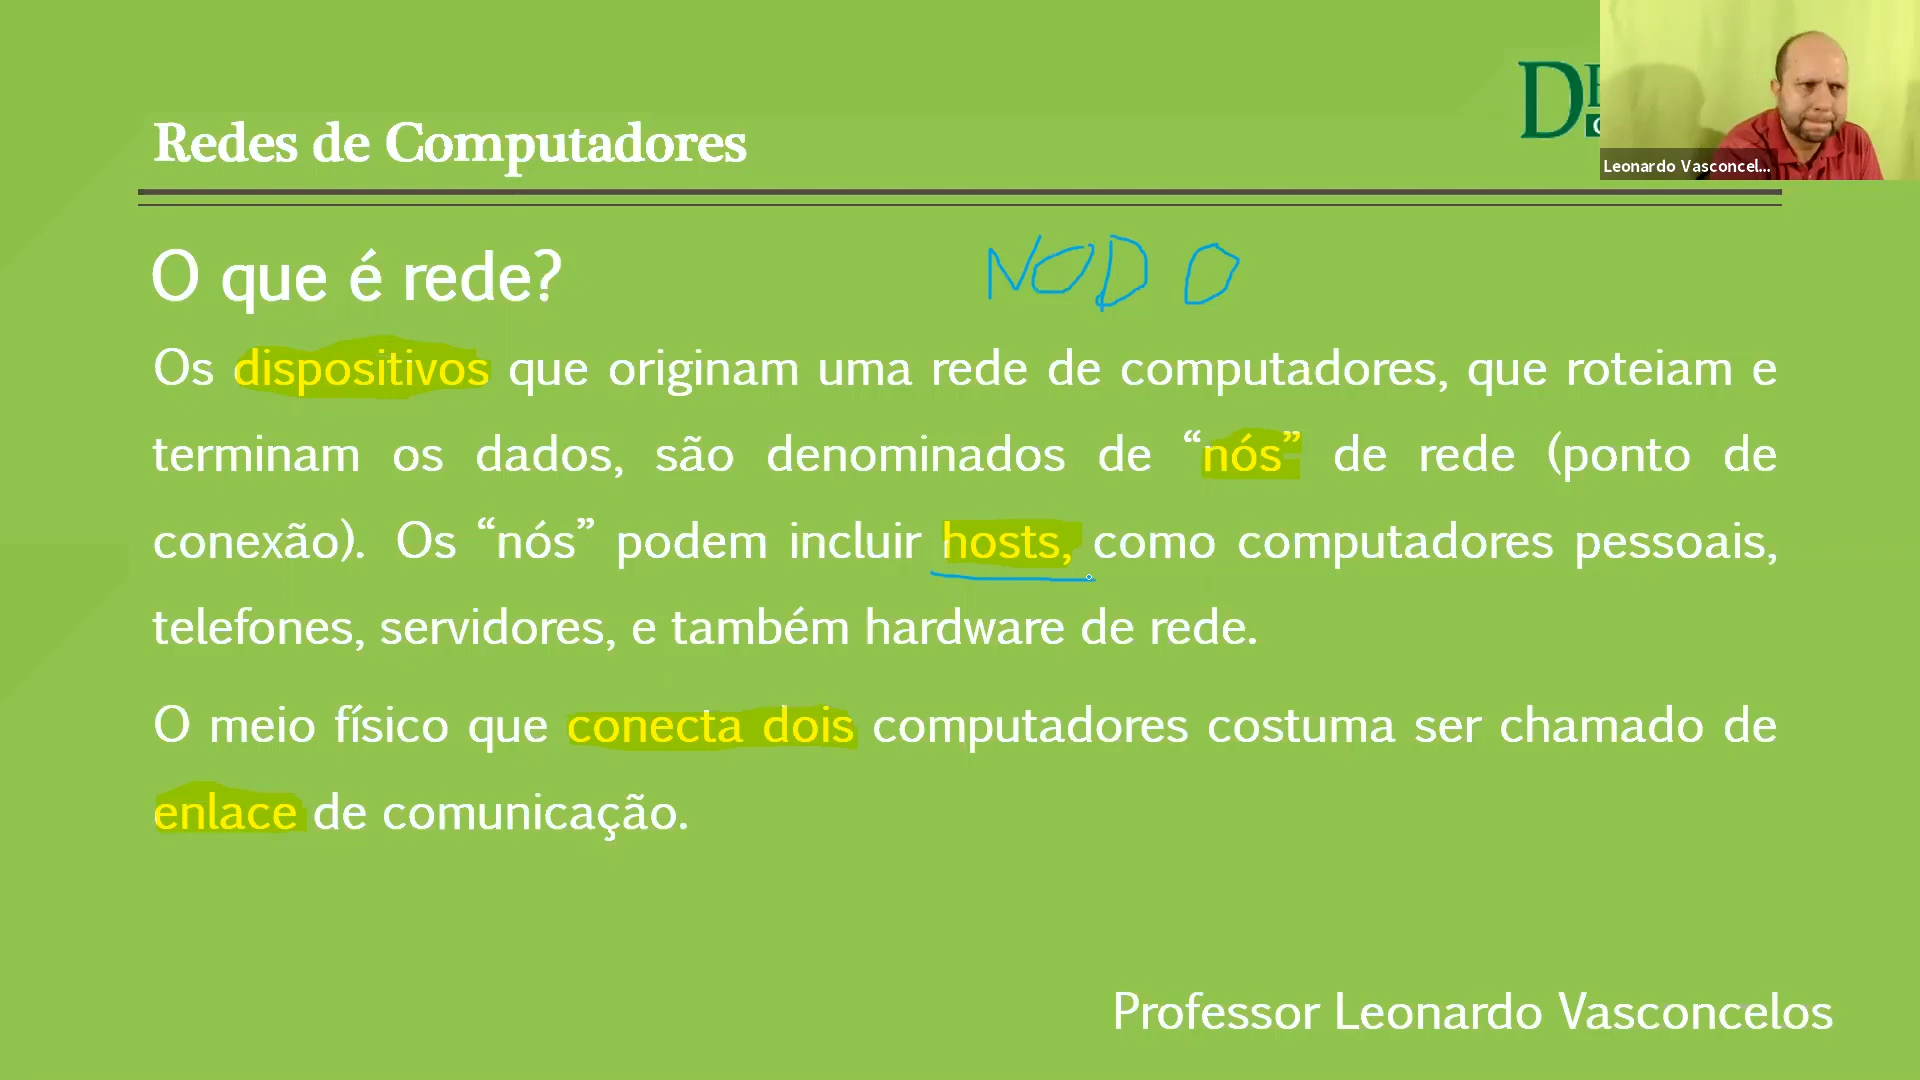 Redes de Computadores
Leonardo Vasconcel...
O que é rede?
NODO
Os dispositivos que originam uma rede de computadores, que roteiam e
terminam os dados, são denominados de “nós” de rede (ponto de
conexão). Os “nós” podem incluir hosts, como computadores pessoais,
telefones, servidores, e também hardware de rede.
O meio físico que conecta dois computadores costuma ser chamado de
enlace de comunicação.
Professor Leonardo Vasconcelos